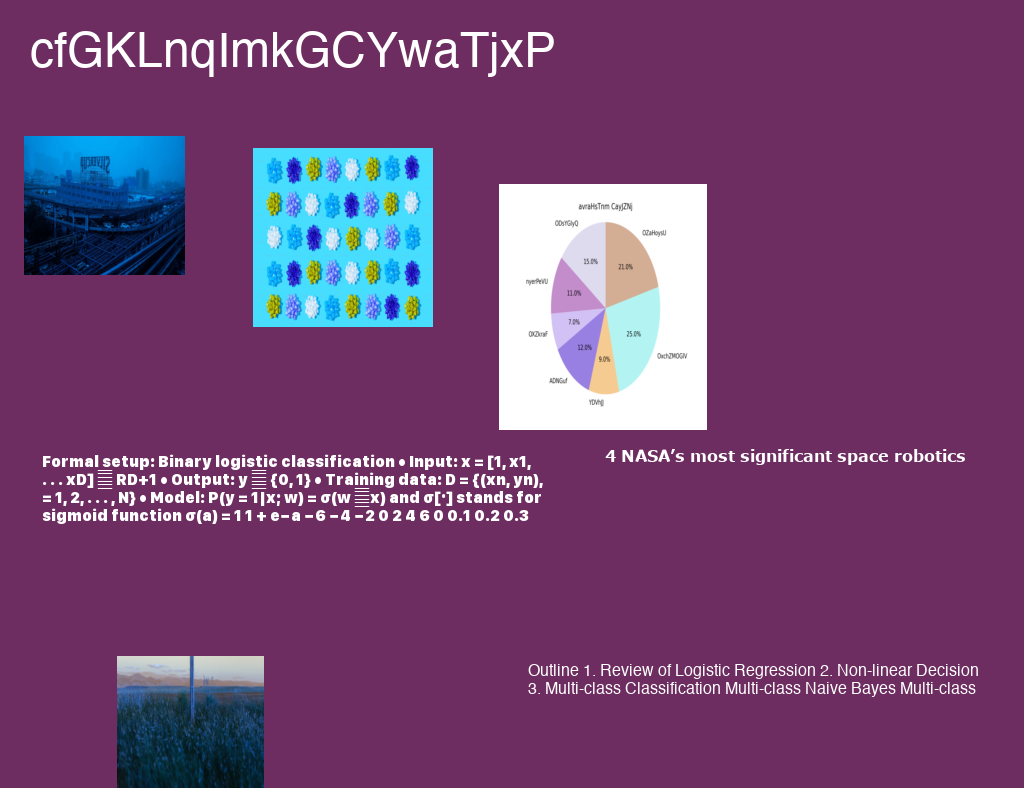 cfGKLnqImkGCYwaTjxP
avraHsTnm CayJZNj
ODsYGlyQ
OZaHoysU
15.0%
21.0%
nyerPeVU
11.0%
7.0%
OXZkraF
25.0%
12.0%
9.0%
OxchZMOGlV
ADNGuf
YDVhJJ
Formal setup: Binary logistic classification • Input: x = [1, x1,
. . . xD] RD+1 • Output: y {0, 1} • Training data: D = {(xn, yn),
= 1, 2, . . . , N} • Model: P(y = 1|x; w) = σ(w x) and σ[·] stands for
sigmoid function σ(a) = 1 1 + e−a −6 −4 −2 0 2 4 6 0 0.1 0.2 0.3
4 NASA’s most significant space robotics
Outline 1. Review of Logistic Regression 2. Non-linear Decision
3. Multi-class Classification Multi-class Naive Bayes Multi-class